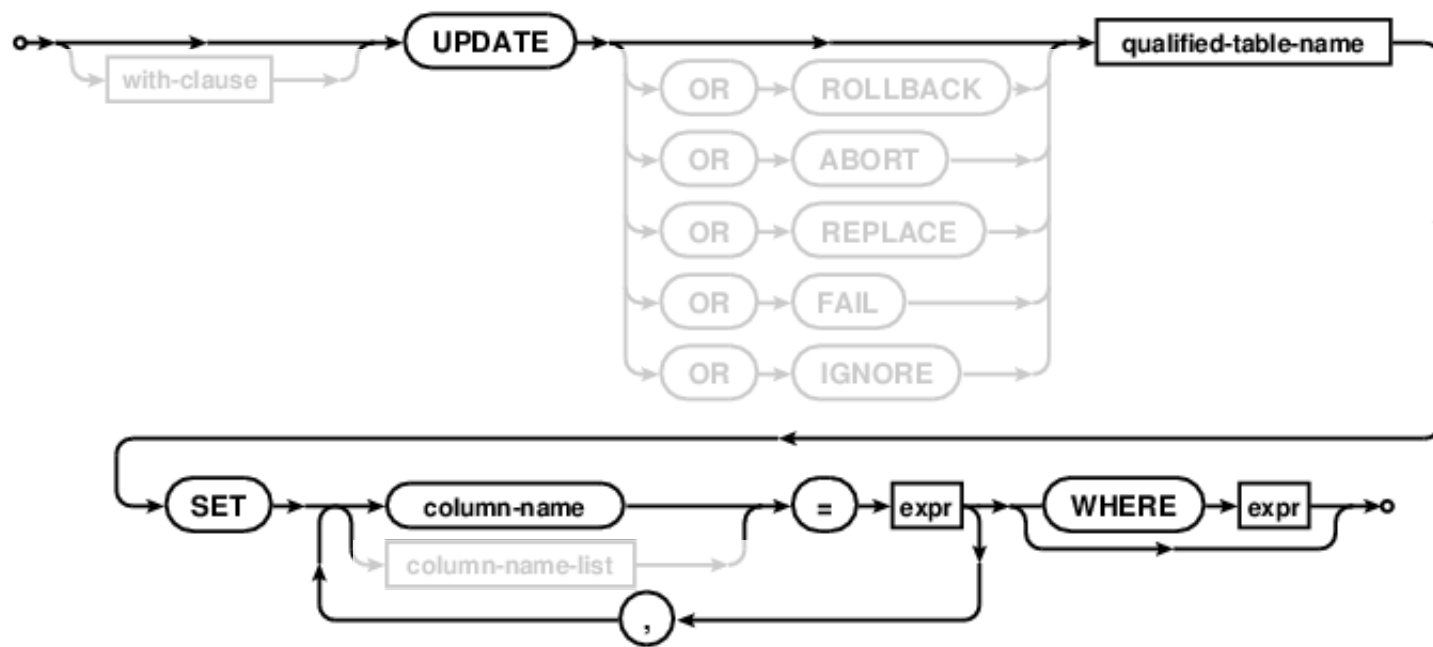 UPDATE qualified-table-name
with-clause
OR ROLLBACK
OR ABORT
OR REPLACE
OR FAIL
OR IGNORE
SET column-name = expr WHERE expr
column-name-list
,